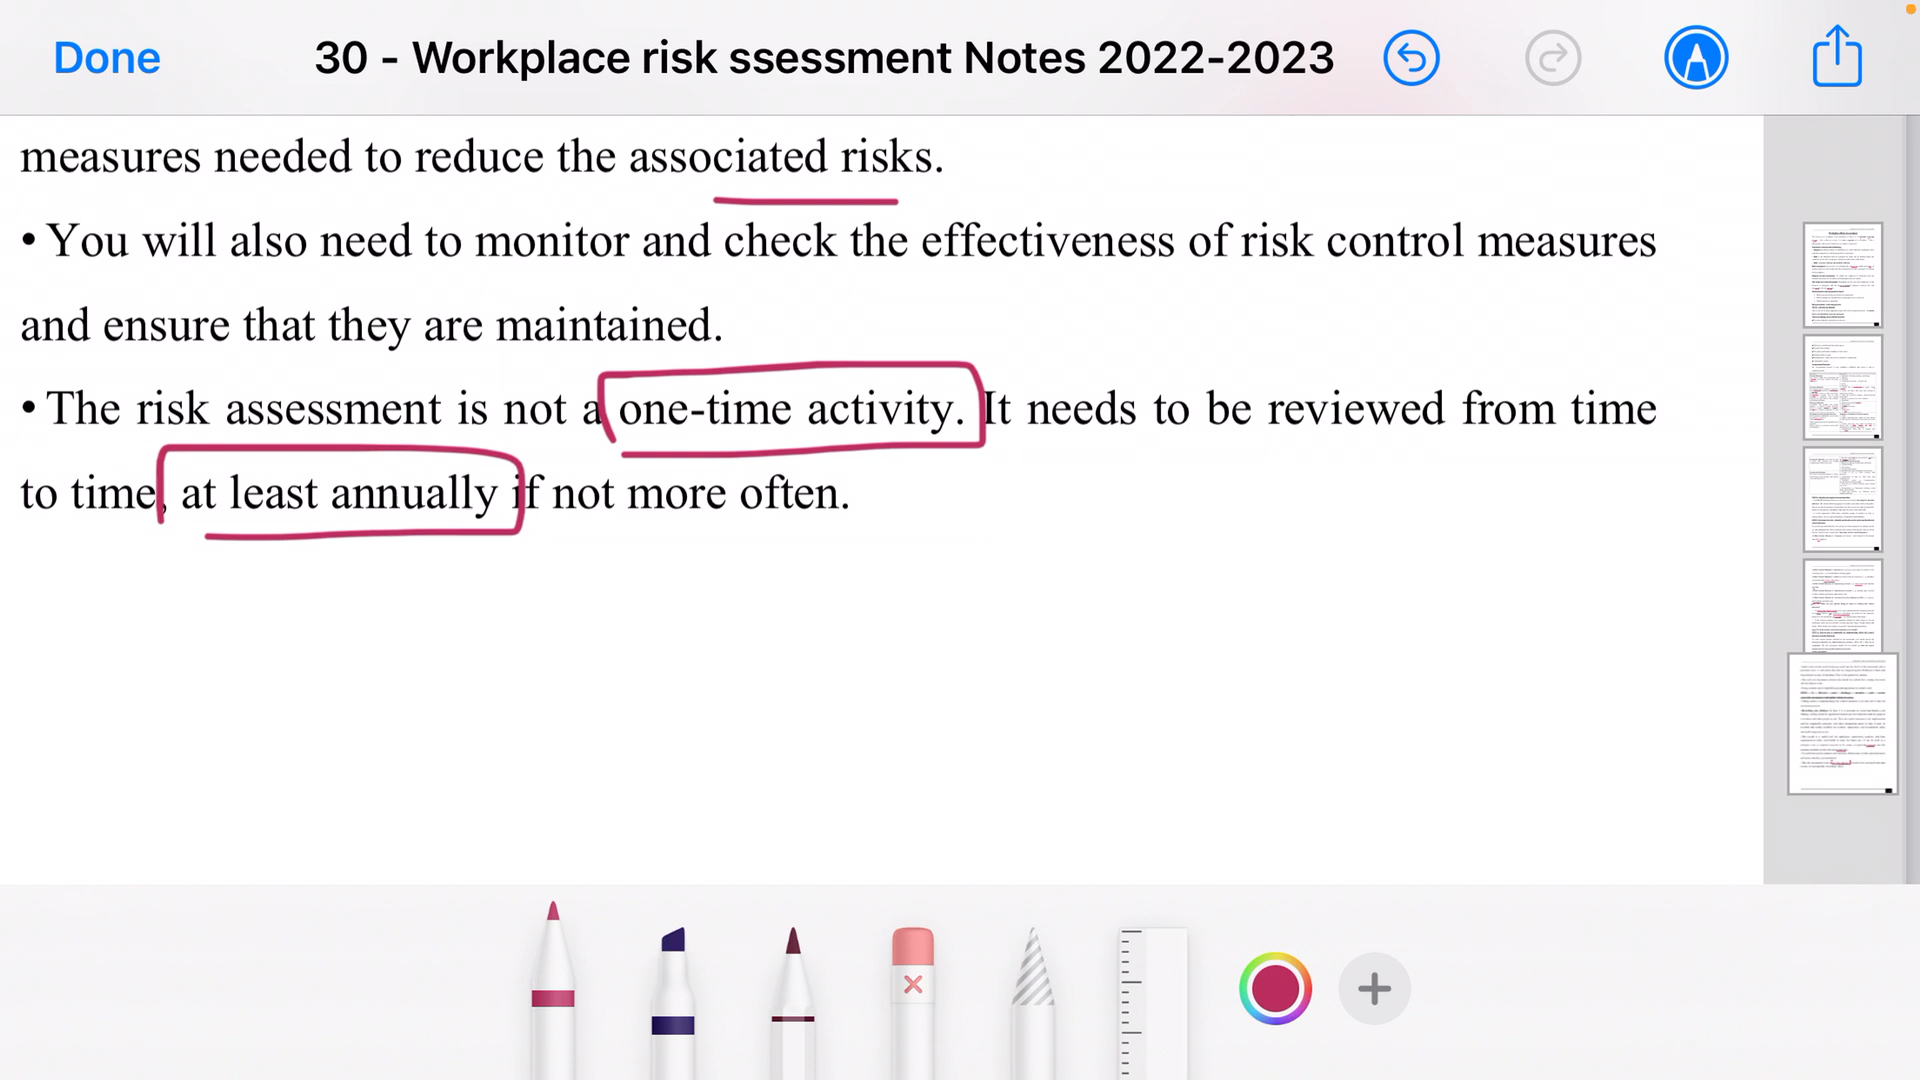 Done
30 - Workplace risk ssessment Notes 2022-2023
measures needed to reduce the associated risks.
• You will also need to monitor and check the effectiveness of risk control measures
and ensure that they are maintained.
• The risk assessment is not a one-time activity. It needs to be reviewed from time
to time, at least annually if not more often.